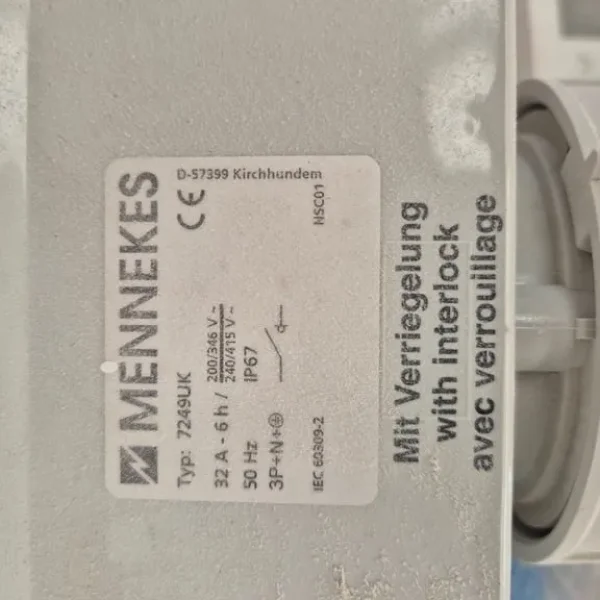 MENNEKES
D-57399 Kirchhundem
CE
Typ: 7249UK
32 A - 6 h / 200/346 V ~
240/415 V ~
50 Hz IP67
3P+N+⏚
IEC 60309-2
NSC01
Mit Verriegelung
with interlock
avec verrouillage